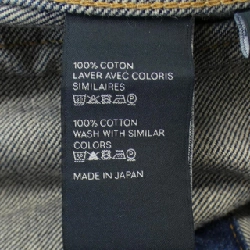 100% COTON
LAVER AVEC COLORIS
SIMILAIRES
100% COTTON
WASH WITH SIMILAR
COLORS
MADE IN JAPAN